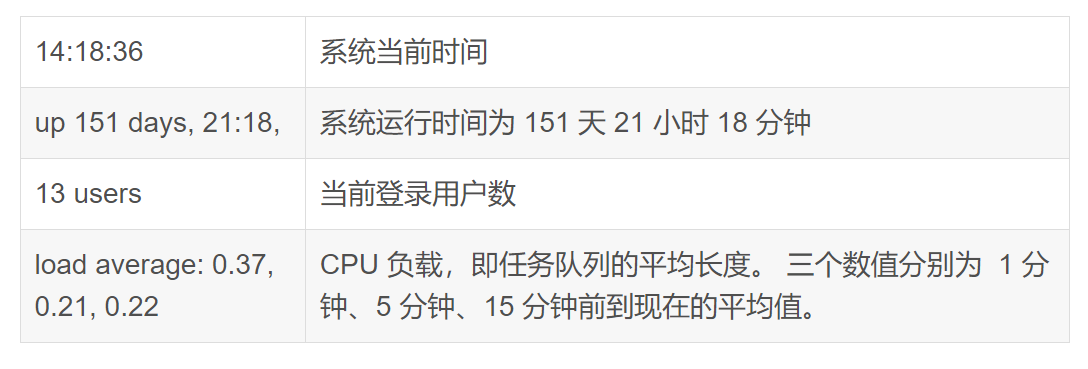 14:18:36
系统当前时间
up 151 days, 21:18,
系统运行时间为 151 天 21 小时 18 分钟
13 users
当前登录用户数
load average: 0.37,
0.21, 0.22
CPU 负载，即任务队列的平均长度。 三个数值分别为  1 分
钟、5 分钟、15 分钟前到现在的平均值。